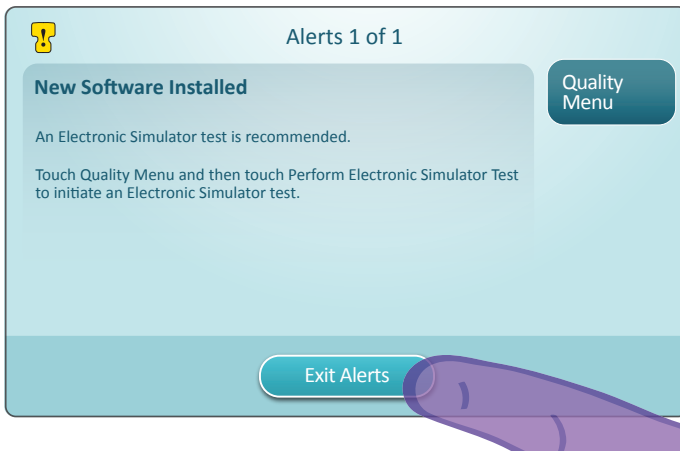 Alerts 1 of 1
New Software Installed
Quality
Menu
An Electronic Simulator test is recommended.
Touch Quality Menu and then touch Perform Electronic Simulator Test
to initiate an Electronic Simulator test.
Exit Alerts